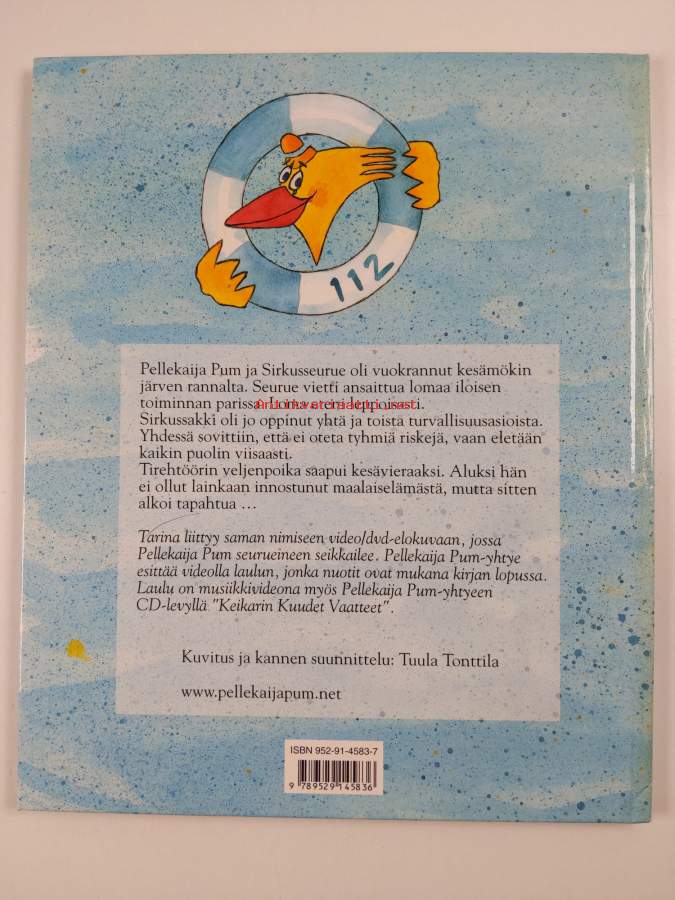 112
Pellekaija Pum ja Sirkusseurue oli vuokrannut kesämökin
järven rannalta. Seurue vietti ansaittua lomaa iloisen
toiminnan parissa. Loma eteni leppoisasti.
Sirkussakki oli jo oppinut yhtä ja toista turvallisuusasioista.
Yhdessä sovittiin, että ei oteta tyhmiä riskejä, vaan eletään
kaikin puolin viisaasti.
Tirehtöörin veljenpoika saapui kesävieraaksi. Aluksi hän
ei ollut lainkaan innostunut maalaiselämästä, mutta sitten
alkoi tapahtua ...
Tarina liittyy saman nimiseen video/dvd-elokuvaan, jossa
Pellekaija Pum seurueineen seikkailee. Pellekaija Pum-yhtye
esittää videolla laulun, jonka nuotit ovat mukana kirjan lopussa.
Laulu on musiikkivideona myös Pellekaija Pum-yhtyeen
CD-levyllä "Keikarin Kuudet Vaatteet".
Kuvitus ja kannen suunnittelu: Tuula Tonttila
www.pellekaijapum.net
ISBN 952-91-4583-7
9 789529 145836